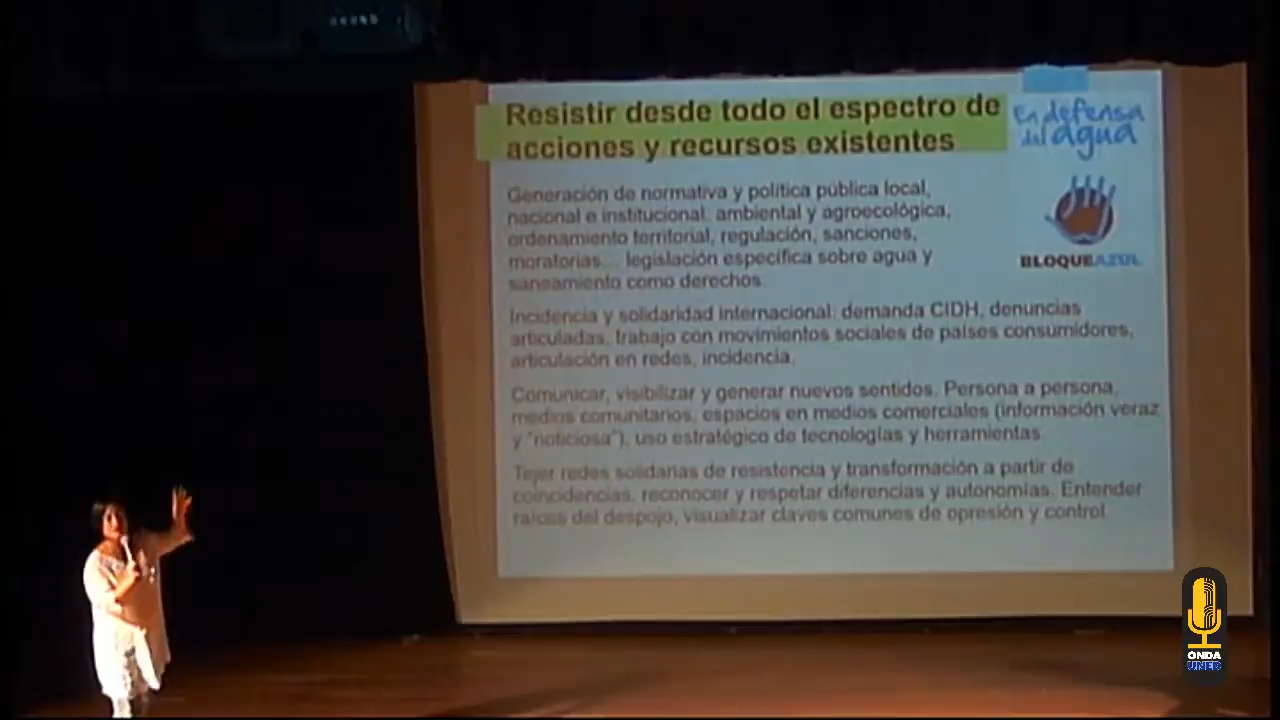 Resistir desde todo el espectro de
acciones y recursos existentes
En defensa
del agua
BLOQUEAZUL
Generación de normativa y política pública local,
nacional e institucional: ambiental y agroecológica,
ordenamiento territorial, regulación, sanciones,
moratorias... legislación específica sobre agua y
saneamiento como derechos.
Incidencia y solidaridad internacional: demanda CIDH, denuncias
articuladas, trabajo con movimientos sociales de países consumidores,
articulación en redes, incidencia.
Comunicar, visibilizar y generar nuevos sentidos. Persona a persona,
medios comunitarios, espacios en medios comerciales (información veraz
y "noticiosa"), uso estratégico de tecnologías y herramientas.
Tejer redes solidarias de resistencia y transformación a partir de
coincidencias, reconocer y respetar diferencias y autonomías. Entender
raíces del despojo, visualizar claves comunes de opresión y control
ONDA
UNEB